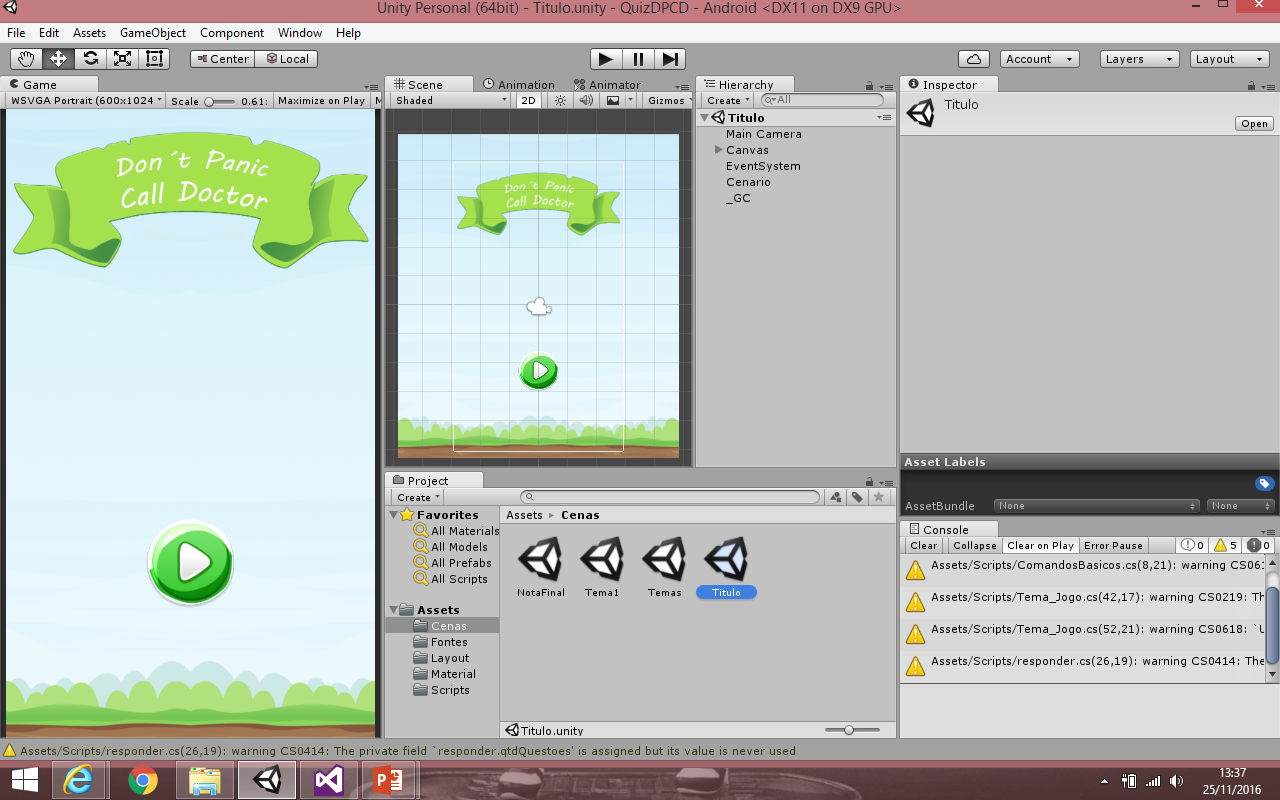 Unity Personal (64bit) - Titulo.unity - QuizDPCD - Android <DX11 on DX9 GPU>
File Edit Assets GameObject Component Window Help
Center Local Account Layers Layout
Game
WSVGA Portrait (600x1024 Scale 0.61: Maximize on Play M
Don´t Panic
Call Doctor
Scene Animation Animator
Shaded 2D Gizmos
Don´t Panic
Call Doctor
Hierarchy
Create All
Titulo
Main Camera
Canvas
EventSystem
Cenario
_GC
Inspector
Titulo
Open
Asset Labels
AssetBundle None None
Project
Create
Favorites
All Materials
All Models
All Prefabs
All Scripts
Assets
Cenas
Fontes
Layout
Material
Scripts
Assets Cenas
NotaFinal Tema1 Temas Titulo
Titulo.unity
Console
Clear Collapse Clear on Play Error Pause 0 5 0
Assets/Scripts/ComandosBasicos.cs(8,21): warning CS061
Assets/Scripts/Tema_Jogo.cs(42,17): warning CS0219: Th
Assets/Scripts/Tema_Jogo.cs(52,21): warning CS0618: `U
Assets/Scripts/responder.cs(26,19): warning CS0414: The
Assets/Scripts/responder.cs(26,19): warning CS0414: The private field `responder.qtdQuestoes' is assigned but its value is never used
13:37
25/11/2016